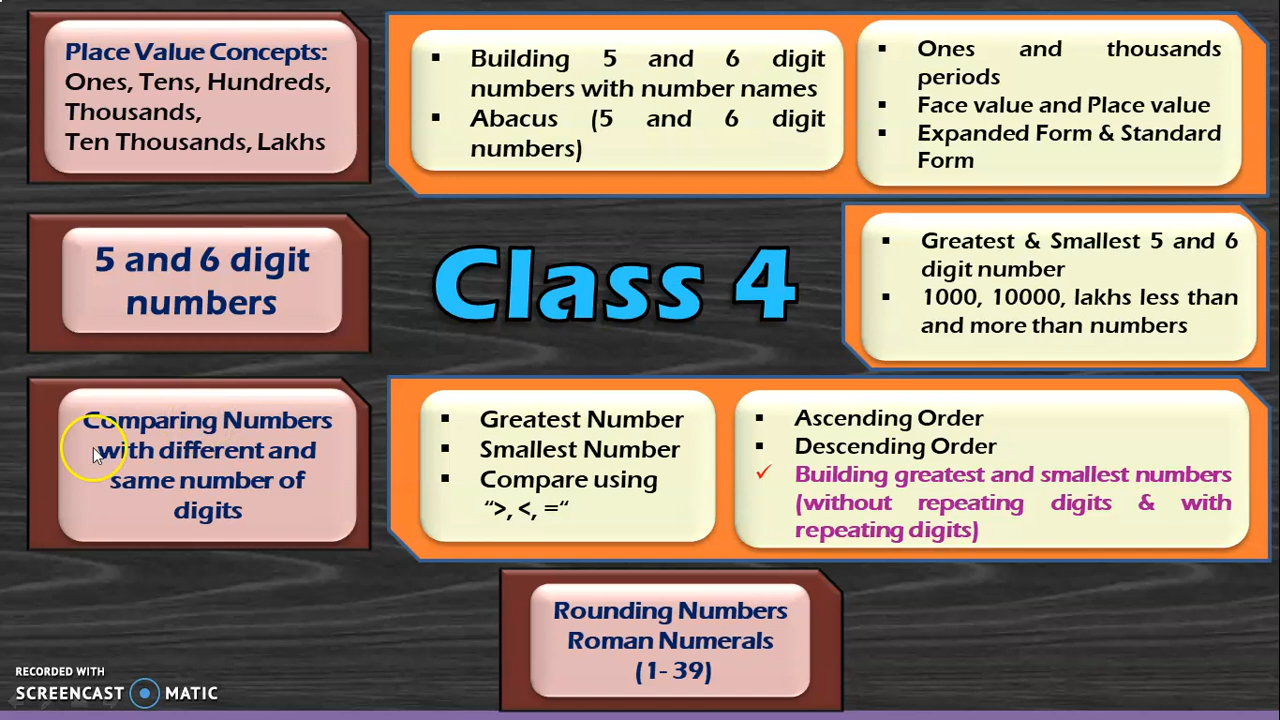 Place Value Concepts:
Ones, Tens, Hundreds,
Thousands,
Ten Thousands, Lakhs
▪ Building 5 and 6 digit
numbers with number names
▪ Abacus (5 and 6 digit
numbers)
▪ Ones and thousands
periods
▪ Face value and Place value
▪ Expanded Form & Standard
Form
5 and 6 digit
numbers
Class 4
▪ Greatest & Smallest 5 and 6
digit number
▪ 1000, 10000, lakhs less than
and more than numbers
Comparing Numbers
with different and
same number of
digits
▪ Greatest Number
▪ Smallest Number
▪ Compare using
“>, <, =“
▪ Ascending Order
▪ Descending Order
✓ Building greatest and smallest numbers
(without repeating digits & with
repeating digits)
Rounding Numbers
Roman Numerals
(1- 39)
RECORDED WITH
SCREENCAST MATIC